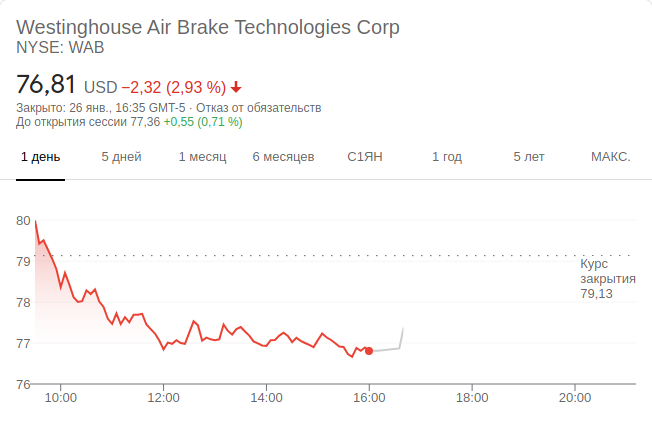 Westinghouse Air Brake Technologies Corp
NYSE: WAB
76,81 USD −2,32 (2,93 %)
Закрыто: 26 янв., 16:35 GMT-5 · Отказ от обязательств
До открытия сессии 77,36 +0,55 (0,71 %)
1 день 5 дней 1 месяц 6 месяцев С1ЯН 1 год 5 лет МАКС.
80
79
Курс
закрытия
79,13
78
77
76
10:00 12:00 14:00 16:00 18:00 20:00